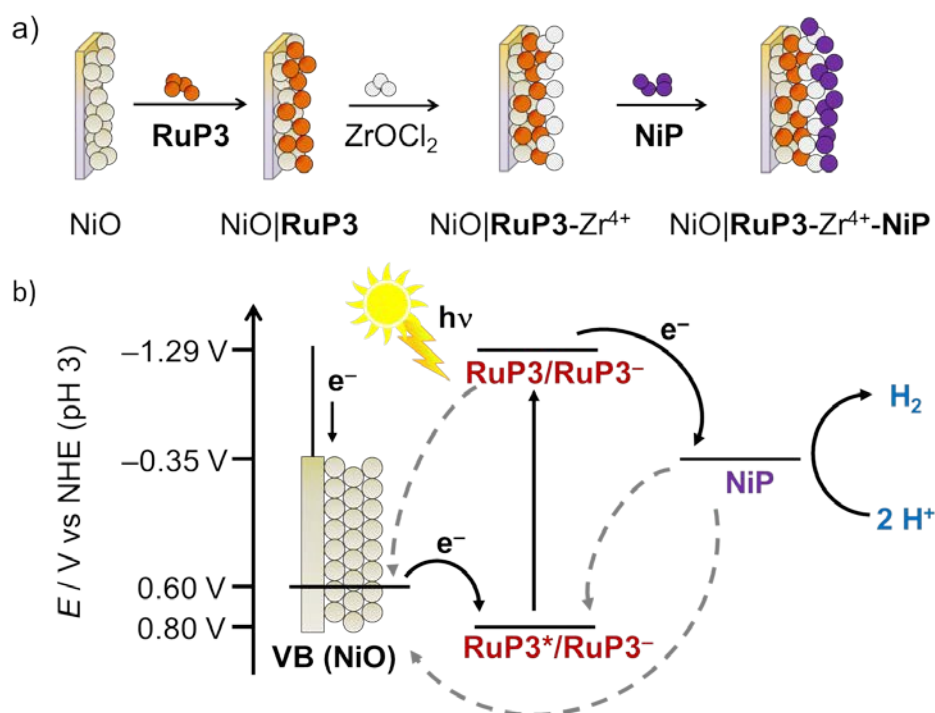 a)
RuP3
ZrOCl₂
NiP
NiO
NiO|RuP3
NiO|RuP3-Zr⁴⁺
NiO|RuP3-Zr⁴⁺-NiP
b)
E / V vs NHE (pH 3)
hν
e⁻
–1.29 V
RuP3/RuP3⁻
H₂
e⁻
–0.35 V
NiP
2 H⁺
e⁻
0.60 V
0.80 V
VB (NiO)
RuP3*/RuP3⁻